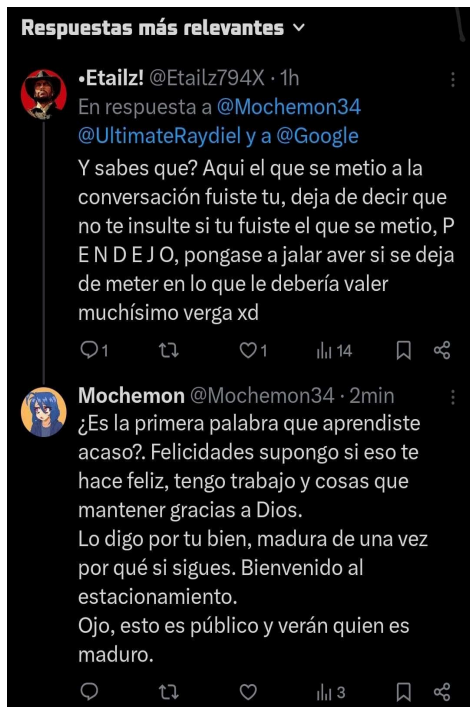 Respuestas más relevantes
•Etailz! @Etailz794X · 1h
En respuesta a @Mochemon34
@UltimateRaydiel y a @Google
Y sabes que? Aqui el que se metio a la
conversación fuiste tu, deja de decir que
no te insulte si tu fuiste el que se metio, P
E N D E J O, pongase a jalar aver si se deja
de meter en lo que le debería valer
muchísimo verga xd
1 1 14
Mochemon @Mochemon34 · 2min
¿Es la primera palabra que aprendiste
acaso?. Felicidades supongo si eso te
hace feliz, tengo trabajo y cosas que
mantener gracias a Dios.
Lo digo por tu bien, madura de una vez
por qué si sigues. Bienvenido al
estacionamiento.
Ojo, esto es público y verán quien es
maduro.
3